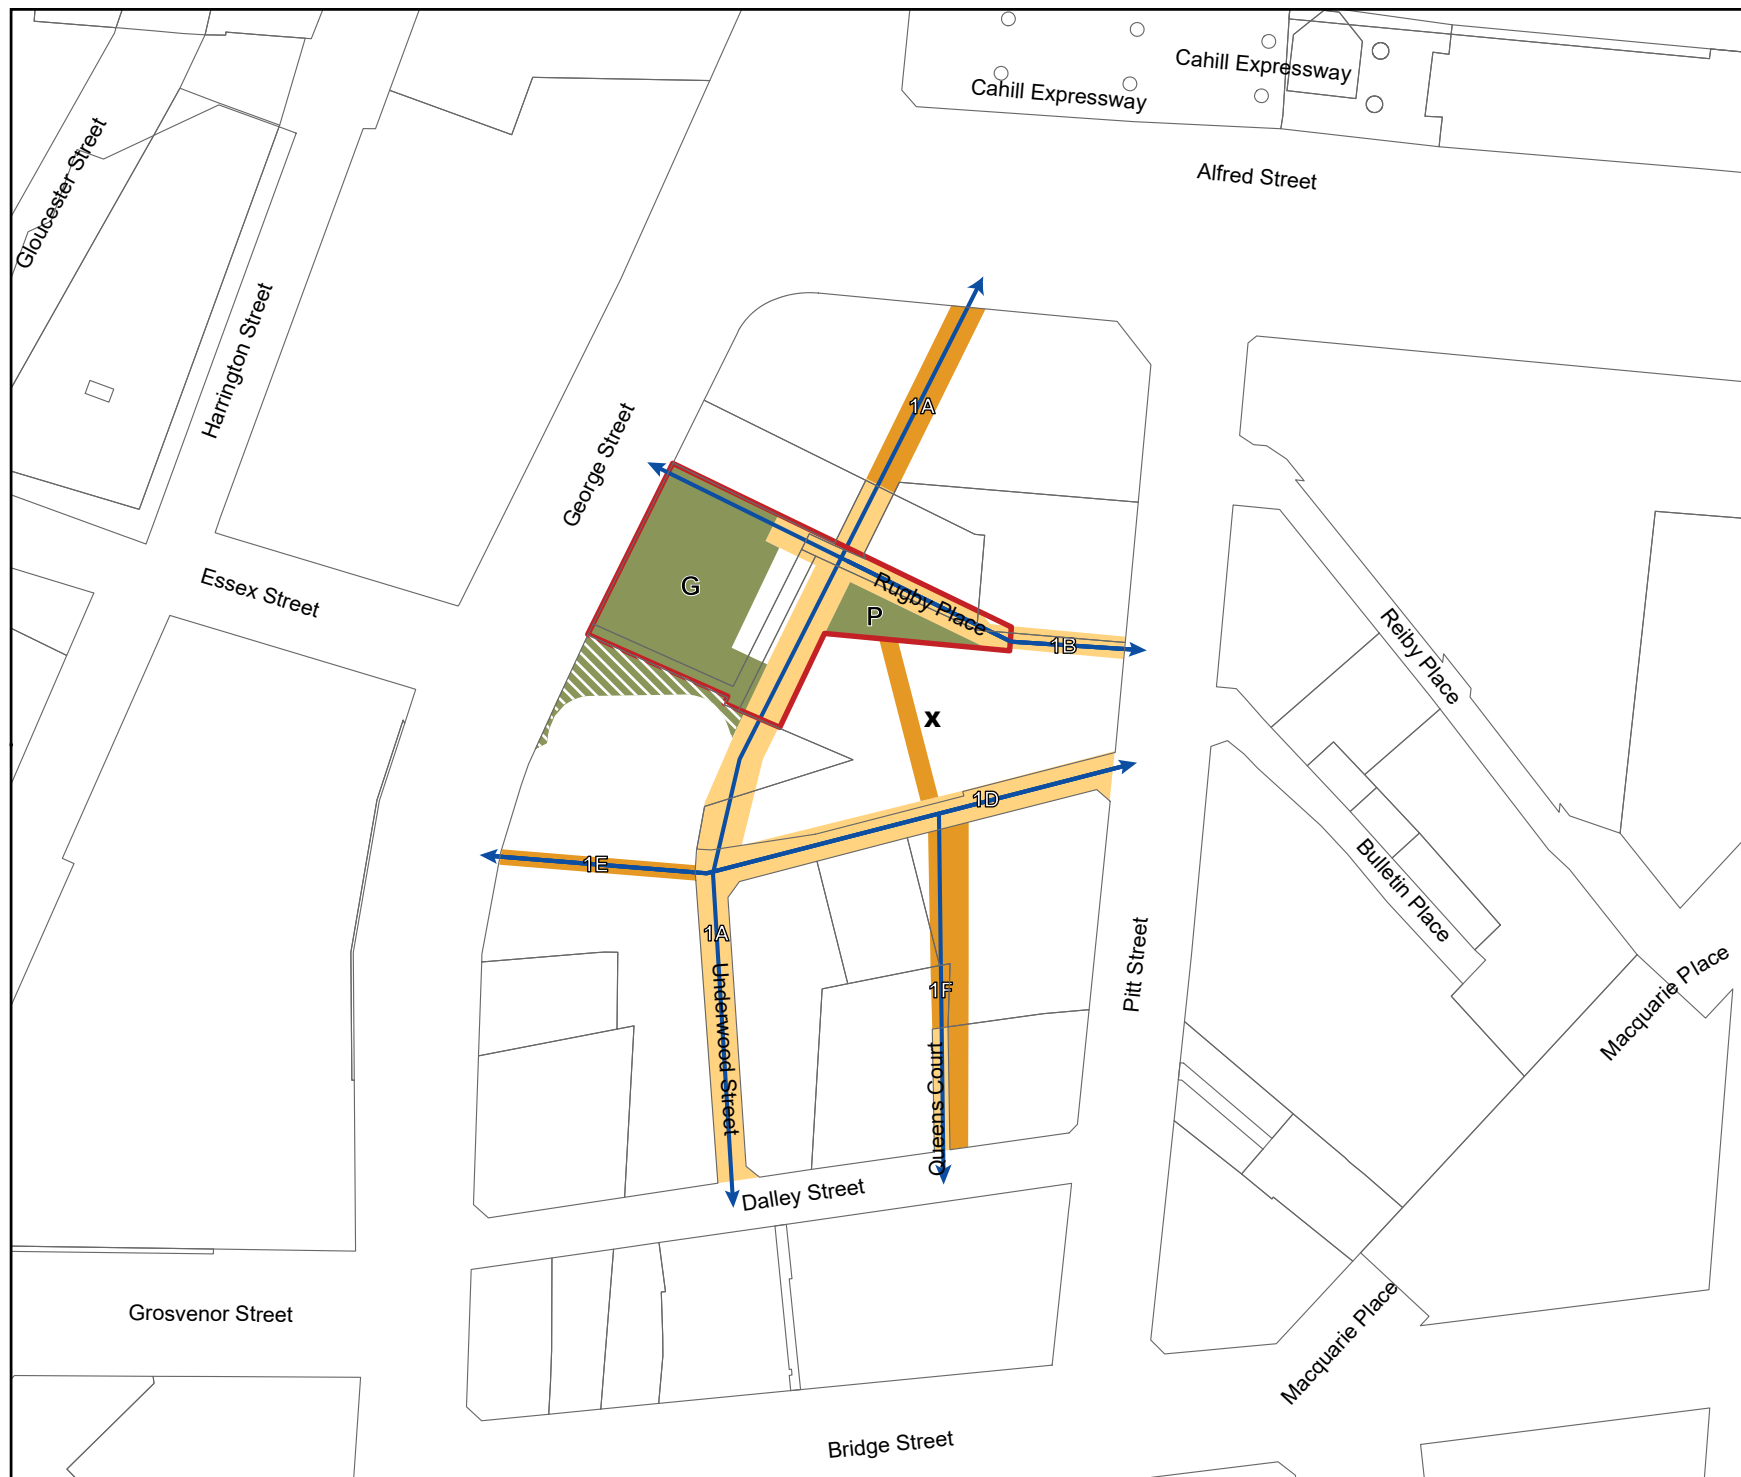 Cahill Expressway
Cahill Expressway
Alfred Street
Gloucester Street
Harrington Street
George Street
1A
Essex Street
G
P
Rugby Place
1B
Reiby Place
x
1D
1E
Bulletin Place
1A
Underwood Street
1F
Queens Court
Pitt Street
Macquarie Place
Dalley Street
Grosvenor Street
Macquarie Place
Bridge Street